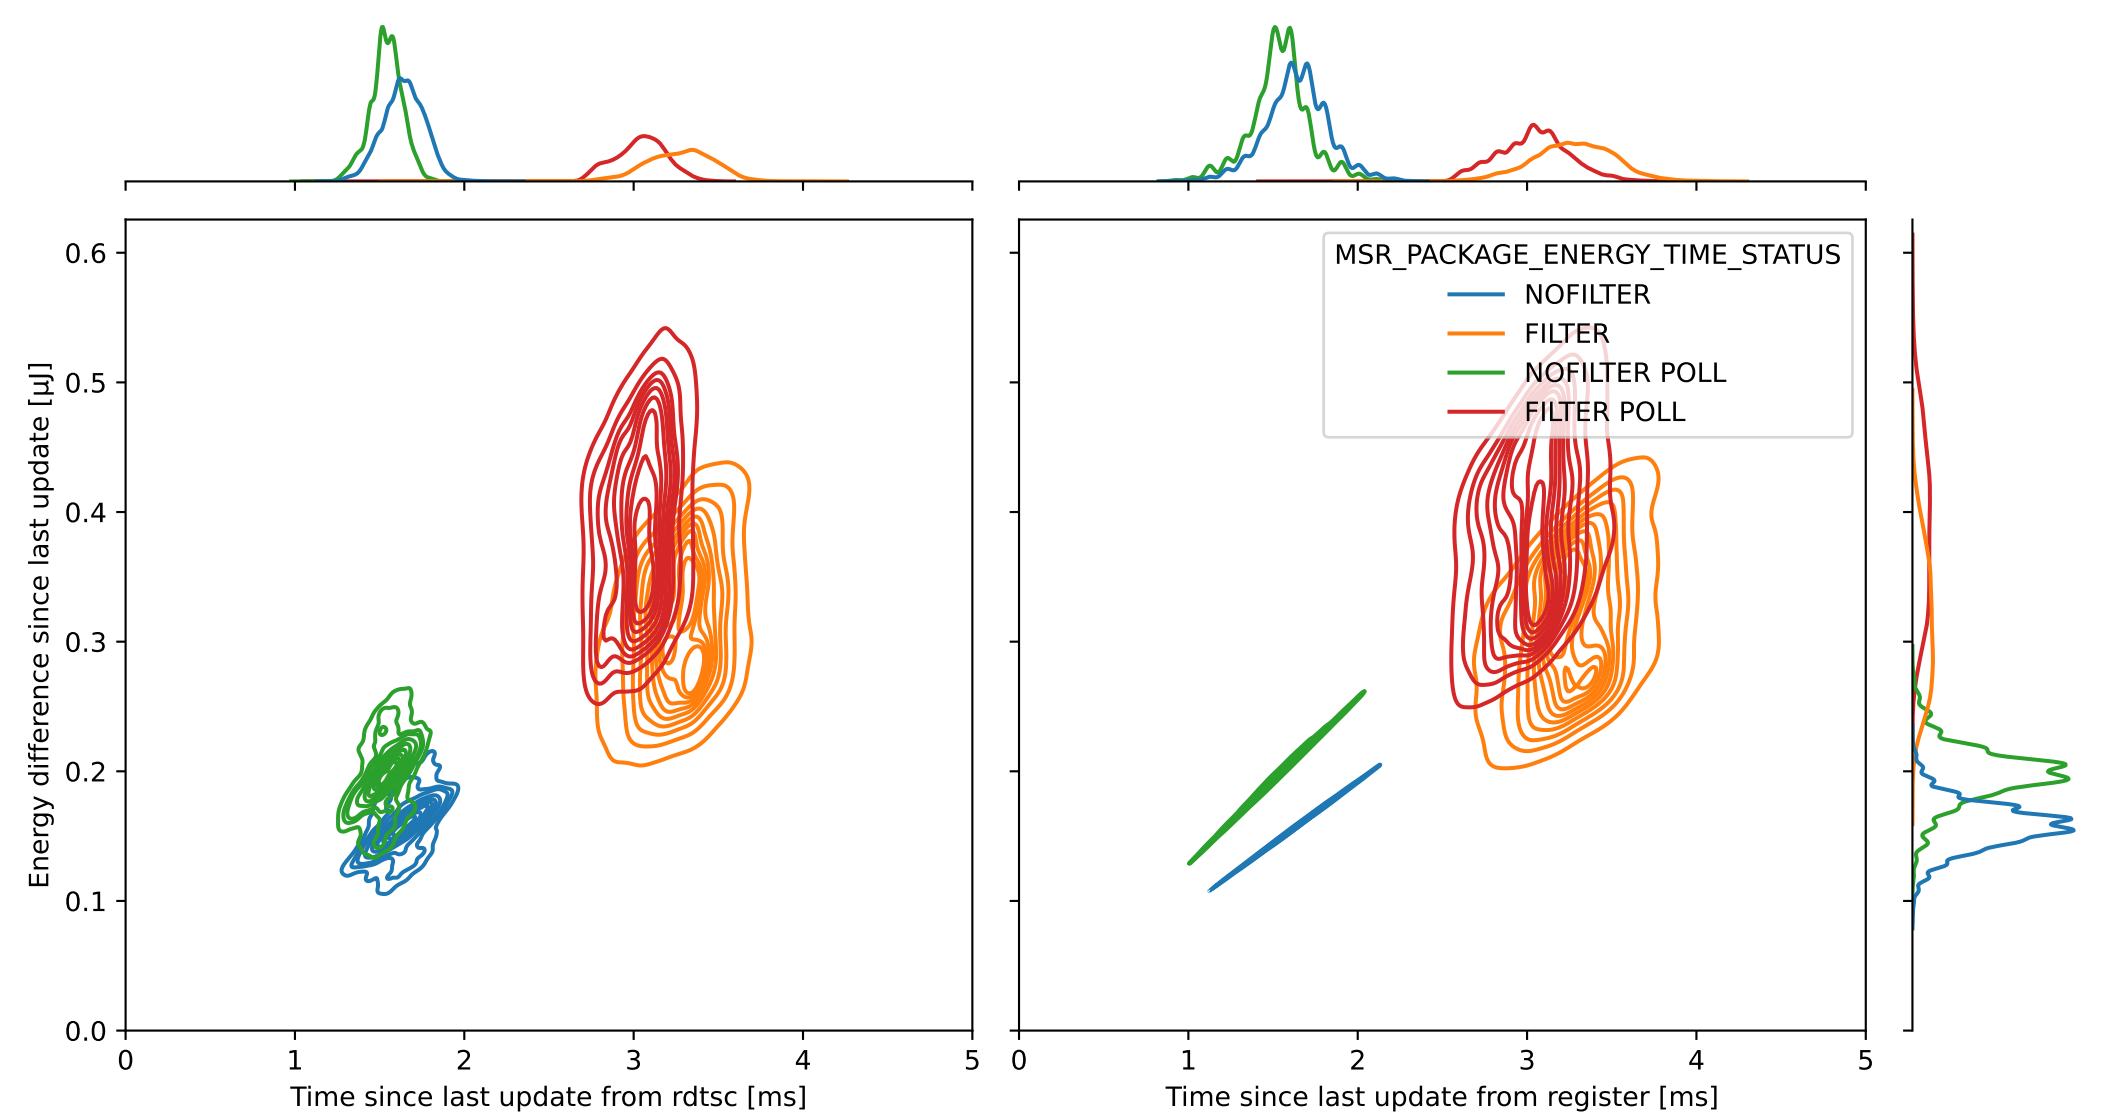 MSR_PACKAGE_ENERGY_TIME_STATUS
NOFILTER
FILTER
NOFILTER POLL
FILTER POLL
Energy difference since last update [µJ]
0.6
0.5
0.4
0.3
0.2
0.1
0.0
0 1 2 3 4 5
0 1 2 3 4 5
Time since last update from rdtsc [ms]
Time since last update from register [ms]